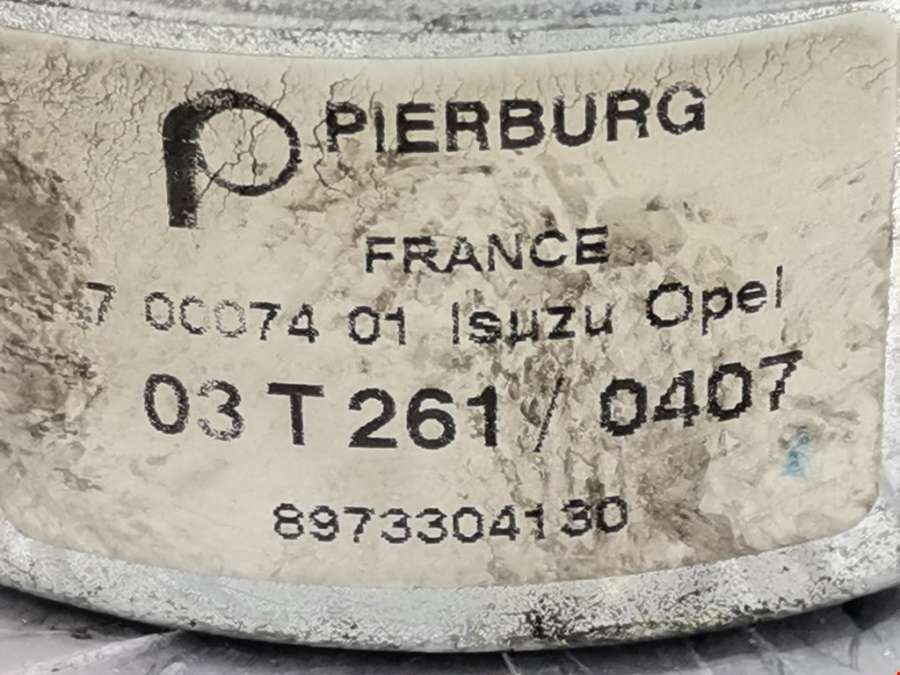 PIERBURG
FRANCE
7 00074 01 Isuzu Opel
03 T 261 / 0407
8973304130